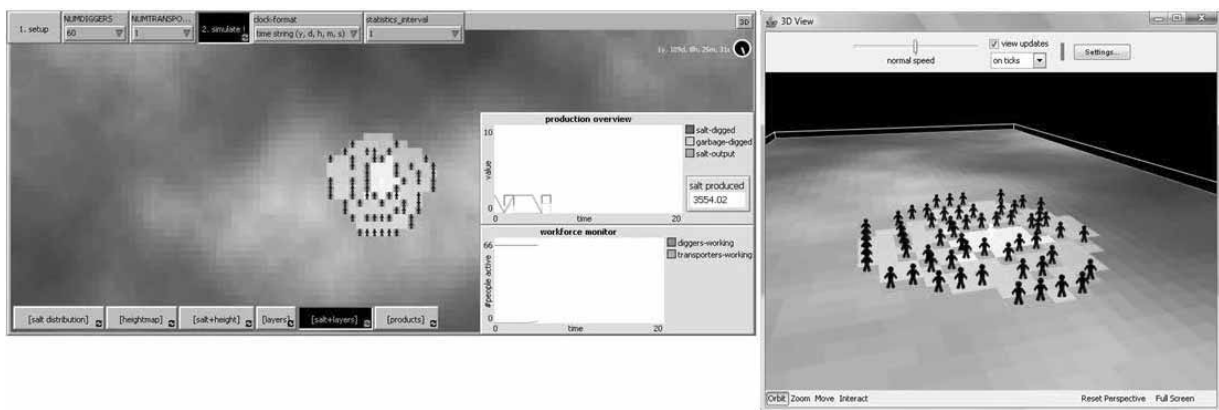 1. setup
NUMDIGGERS
60
NUMTRANSPO...
1
2. simulate !
clock-format
time string (y, d, h, m, s)
statistics_interval
1
3D
production overview
10
value
0
0
time
20
salt-digged
garbage-digged
salt-output
salt produced
3554.02
workforce monitor
66
#people active
0
0
time
20
diggers-working
transporters-working
[salt distribution]
[heightmap]
[salt+height]
[layers]
[salt+layers]
[products]
3D View
normal speed
view updates
on ticks
Settings...
Orbit Zoom Move Interact
Reset Perspective Full Screen